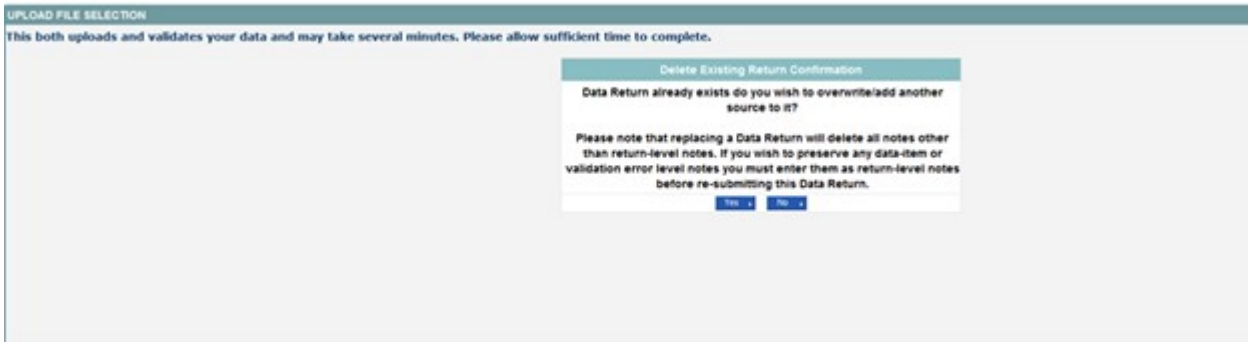 UPLOAD FILE SELECTION
This both uploads and validates your data and may take several minutes. Please allow sufficient time to complete.
Delete Existing Return Confirmation
Data Return already exists do you wish to overwrite/add another
source to it?
Please note that replacing a Data Return will delete all notes other
than return-level notes. If you wish to preserve any data-item or
validation error level notes you must enter them as return-level notes
before re-submitting this Data Return.
Yes No